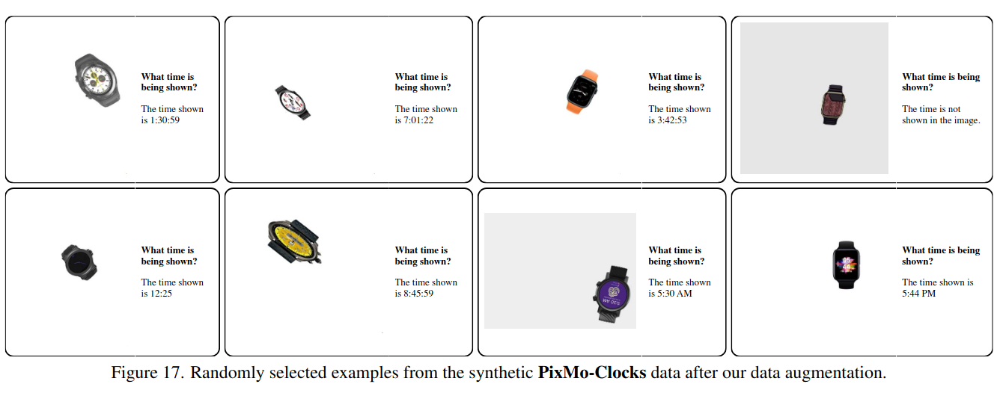 What time is
being shown?
The time shown
is 1:30:59
What time is
being shown?
The time shown
is 7:01:22
What time is
being shown?
The time shown
is 3:42:53
What time is being
shown?
The time is not
shown in the image.
What time is
being shown?
The time shown
is 12:25
What time is
being shown?
The time shown
is 8:45:59
5:30 AM
What time is
being shown?
The time shown
is 5:30 AM
05
44
What time is being
shown?
The time shown is
5:44 PM
Figure 17. Randomly selected examples from the synthetic PixMo-Clocks data after our data augmentation.